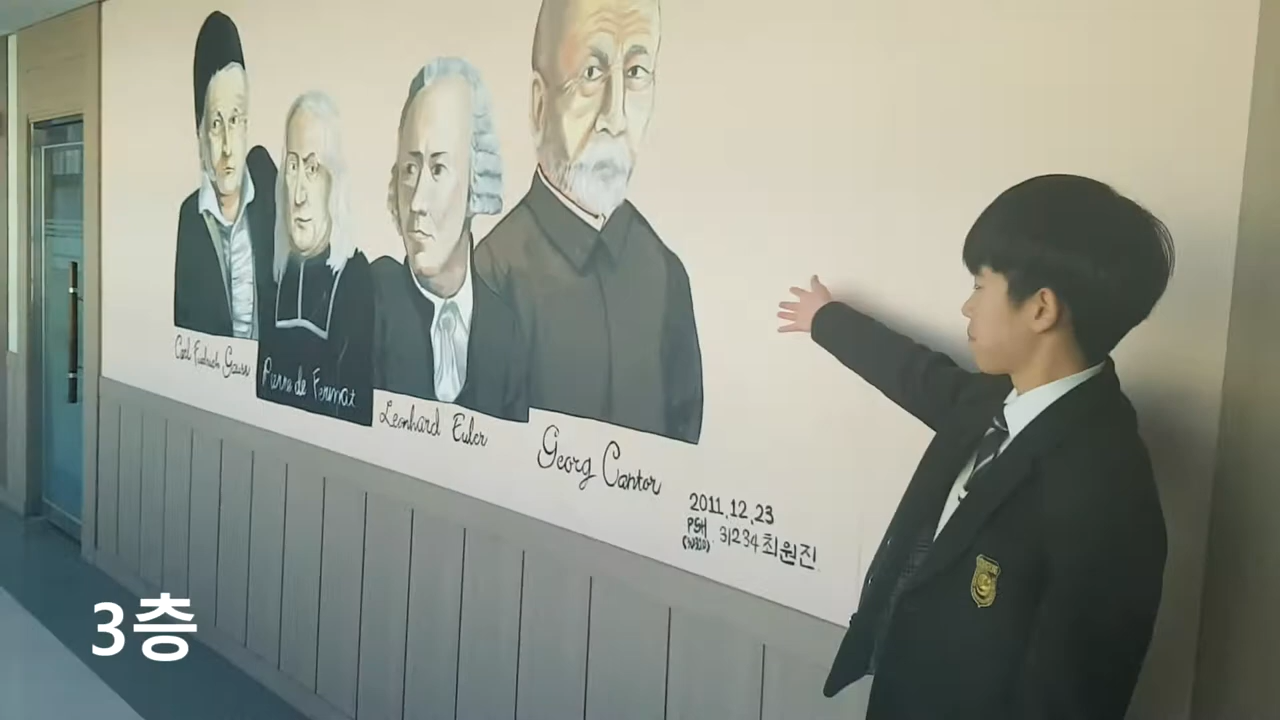 Carl Fridrich Gauss
Pierre de Fermat
Leonhard Euler
Georg Cantor
2011.12.23
PSH
31234 최원진
3층